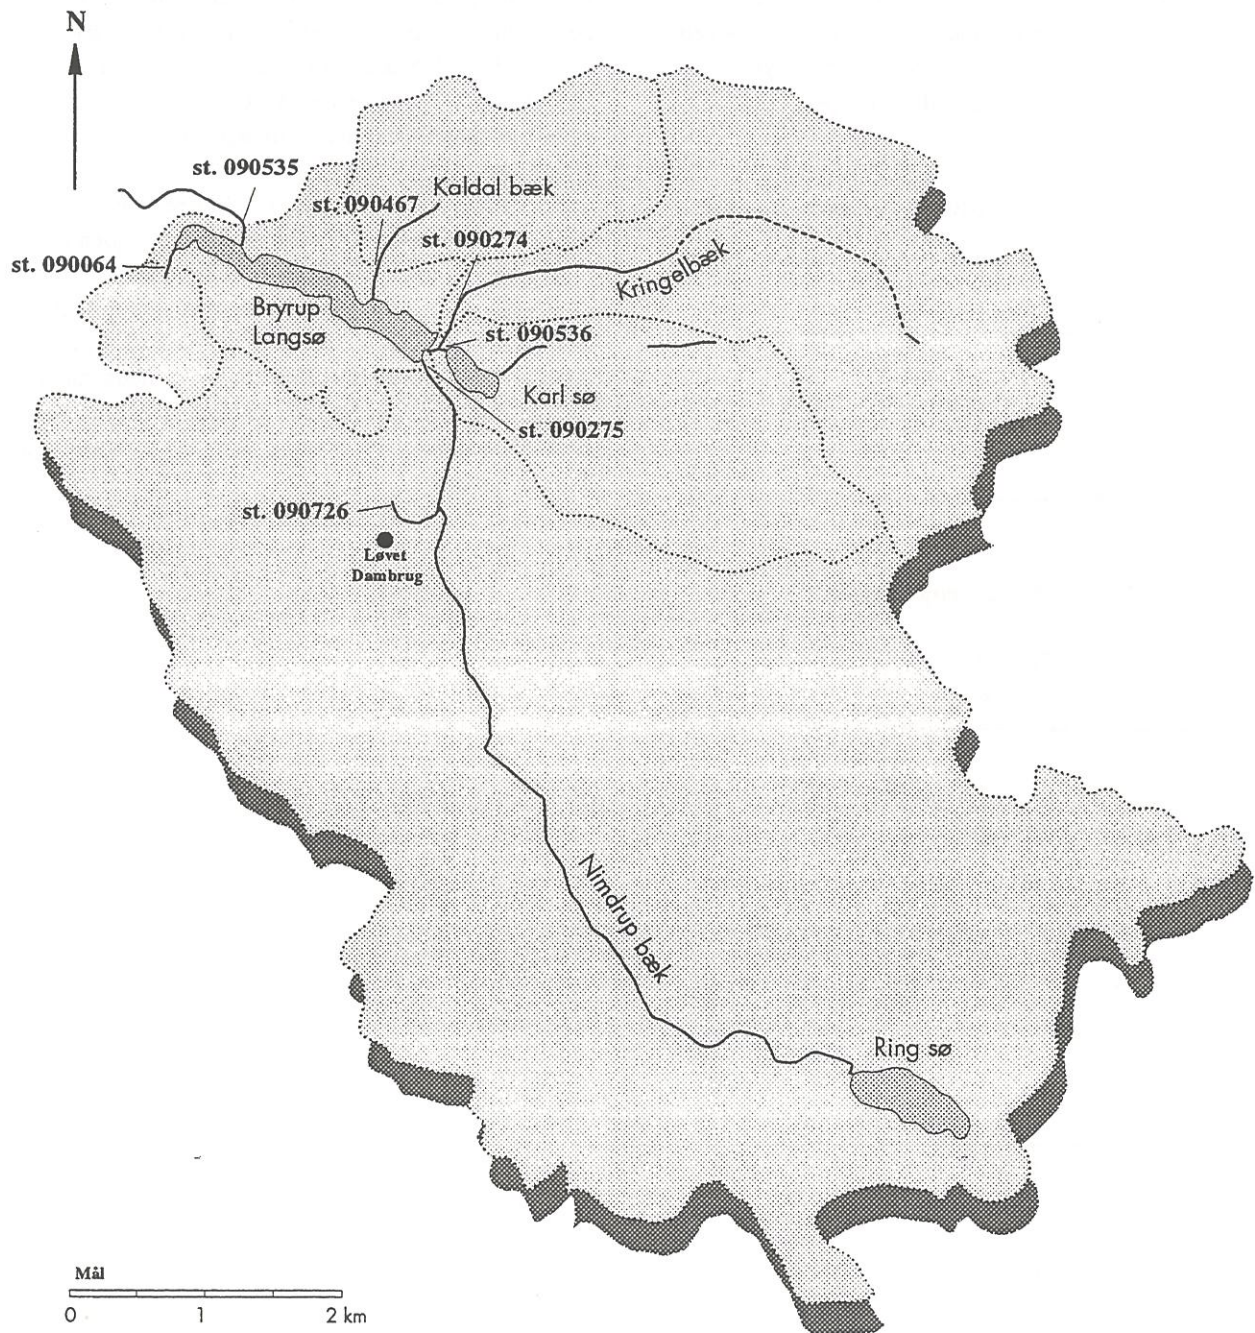 N
st. 090535
Kaldal bæk
st. 090467
st. 090274
st. 090064
Kringelbæk
Bryrup
Langsø
st. 090536
Karl sø
st. 090275
st. 090726
Løvet
Dambrug
Nimdrup bæk
Ring sø
Mål
0 1 2 km